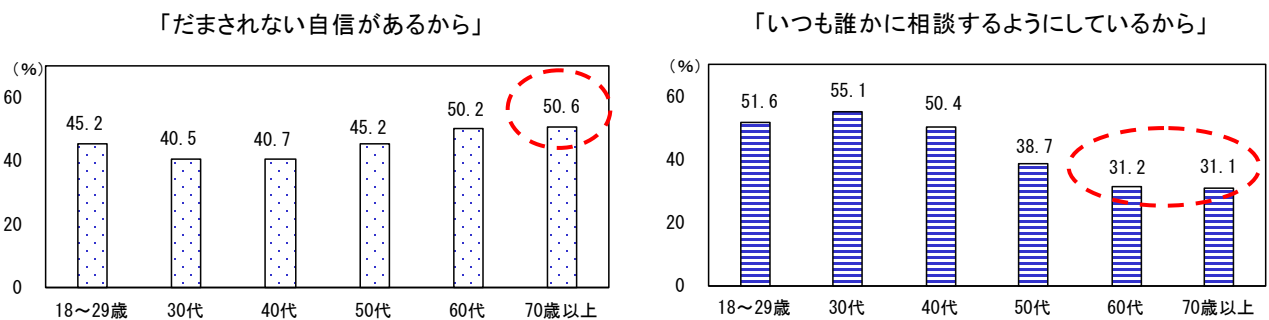 「だまされない自信があるから」
(%)
60
40
20
0
45.2
40.5
40.7
45.2
50.2
50.6
18～29歳
30代
40代
50代
60代
70歳以上
「いつも誰かに相談するようにしているから」
(%)
60
40
20
0
51.6
55.1
50.4
38.7
31.2
31.1
18～29歳
30代
40代
50代
60代
70歳以上